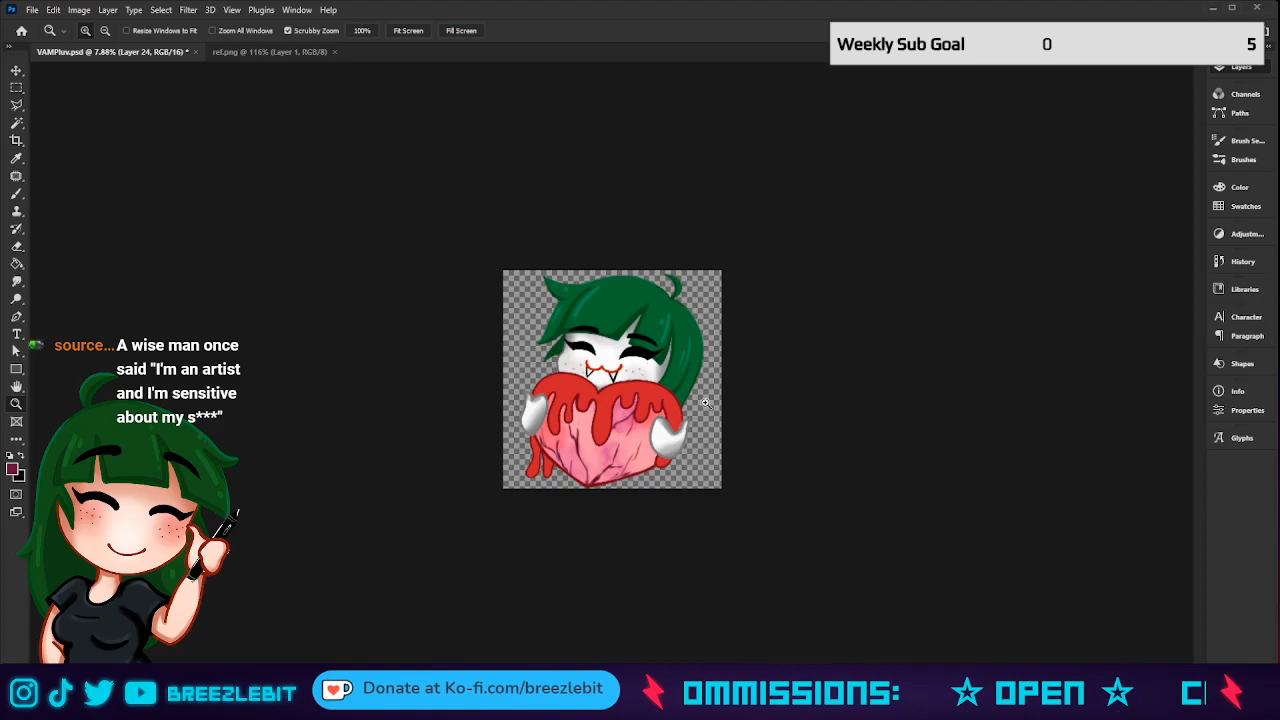 Ps File Edit Image Layer Type Select Filter 3D View Plugins Window Help
Resize Windows to Fit Zoom All Windows Scrubby Zoom 100% Fit Screen Fill Screen
VAMPluv.psd @ 7.88% (Layer 24, RGB/16) * × ref.png @ 116% (Layer 1, RGB/8) ×
Weekly Sub Goal 0 5
Layers
Channels
Paths
Brush Se...
Brushes
Color
Swatches
Adjustm...
History
Libraries
Character
Paragraph
Shapes
Info
Properties
Glyphs
source... A wise man once
said "I'm an artist
and I'm sensitive
about my s***"
BREEZLEBIT Donate at Ko-fi.com/breezlebit OMMISSIONS: OPEN